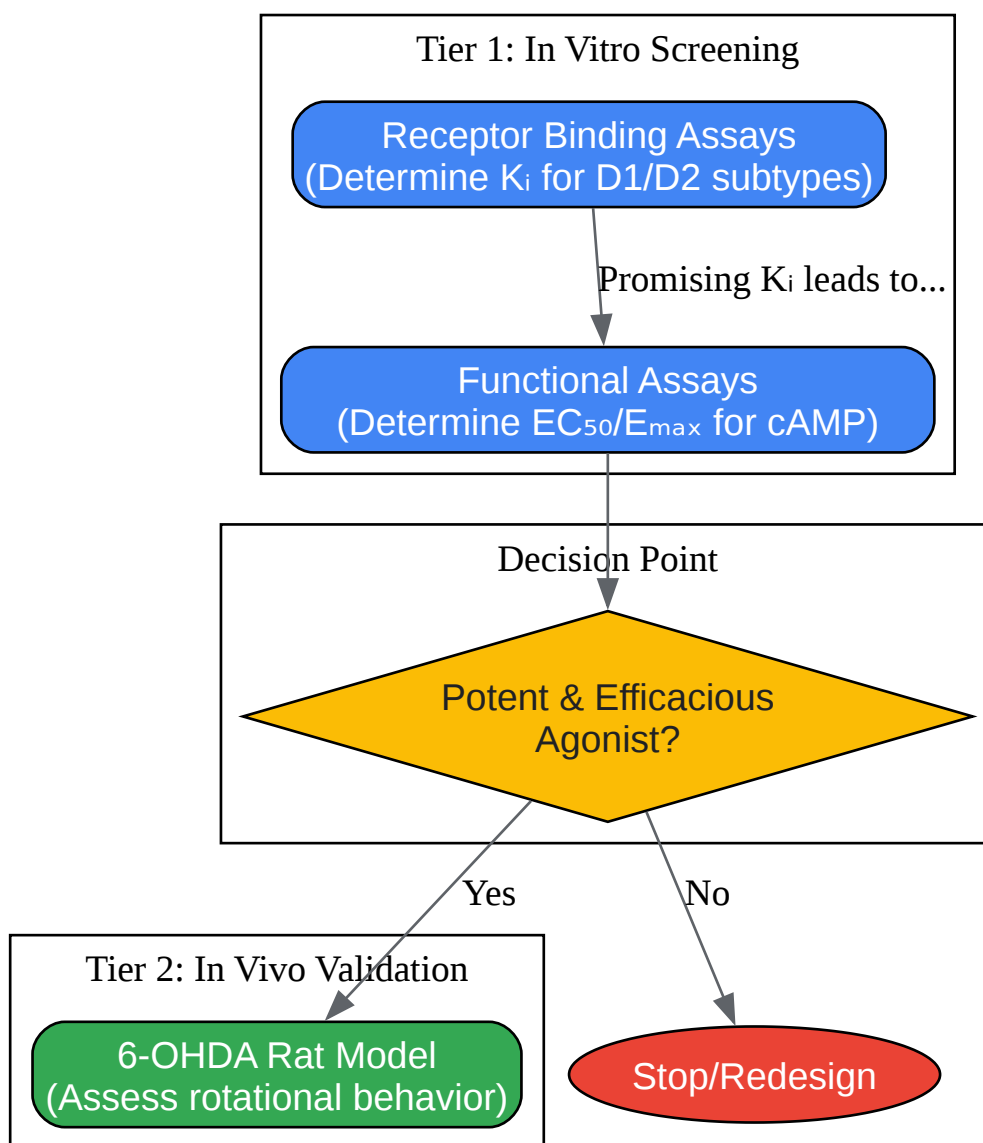 Tier 1: In Vitro Screening
Receptor Binding Assays
(Determine Kᵢ for D1/D2 subtypes)
Promising Kᵢ leads to...
Functional Assays
(Determine EC₅₀/Eₘₐₓ for cAMP)
Decision Point
Potent & Efficacious
Agonist?
Yes
No
Tier 2: In Vivo Validation
6-OHDA Rat Model
(Assess rotational behavior)
Stop/Redesign